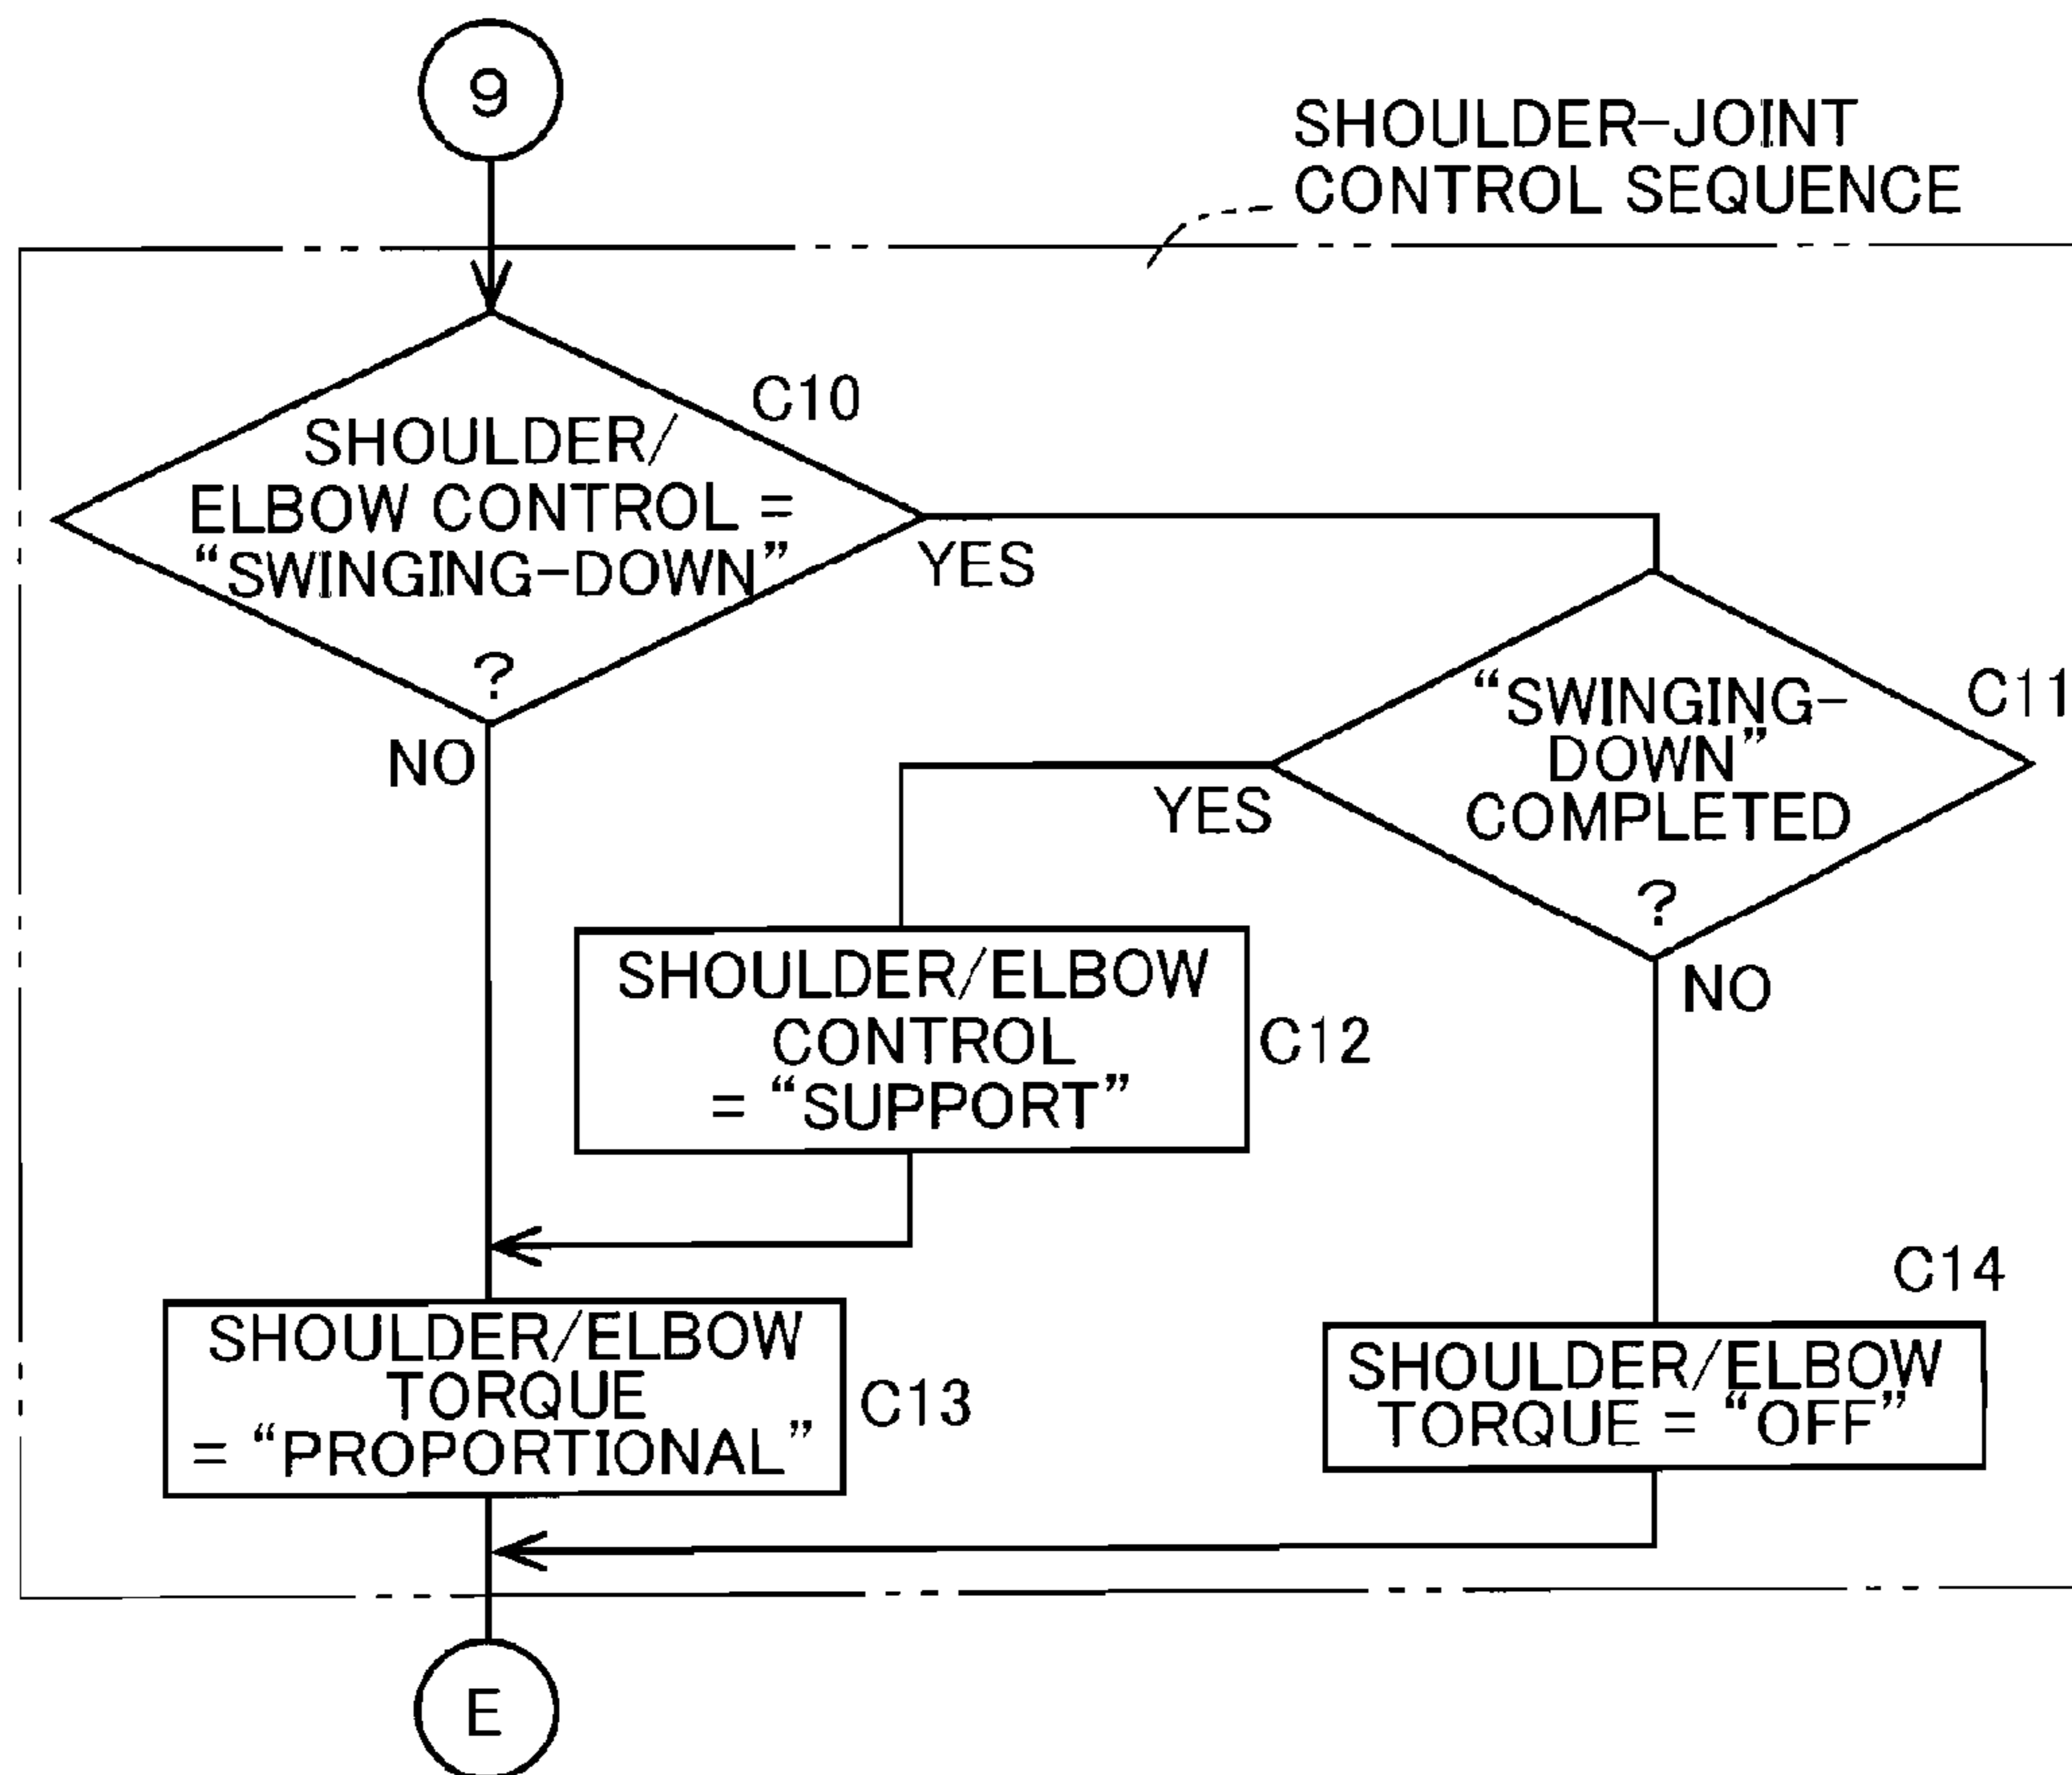 9
SHOULDER-JOINT
CONTROL SEQUENCE
C10
SHOULDER/
ELBOW CONTROL =
“SWINGING-DOWN”
?
YES
NO
C11
“SWINGING-
DOWN”
COMPLETED
?
YES
NO
SHOULDER/ELBOW
CONTROL
= “SUPPORT”
C12
SHOULDER/ELBOW
TORQUE
= “PROPORTIONAL”
C13
C14
SHOULDER/ELBOW
TORQUE = “OFF”
E